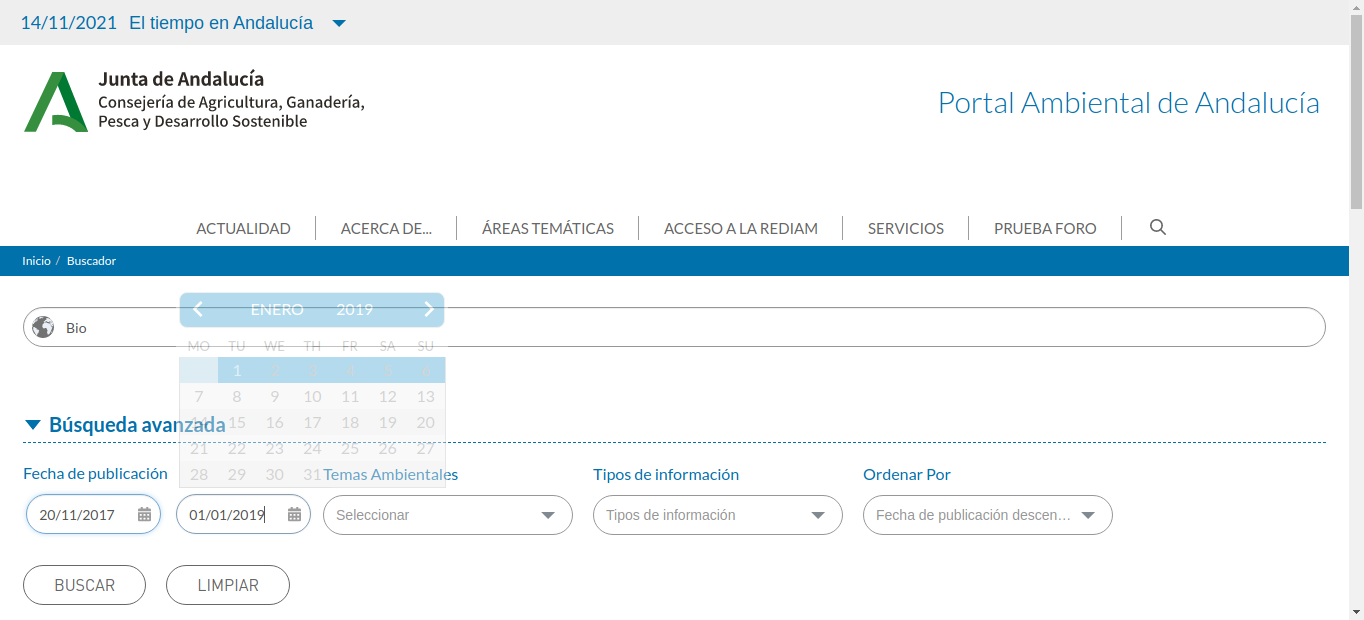 14/11/2021 El tiempo en Andalucía
Junta de Andalucía
Consejería de Agricultura, Ganadería,
Pesca y Desarrollo Sostenible
Portal Ambiental de Andalucía
ACTUALIDAD ACERCA DE... ÁREAS TEMÁTICAS ACCESO A LA REDIAM SERVICIOS PRUEBA FORO
Inicio / Buscador
ENERO 2019
Bio
MO TU WE TH FR SA SU
1 2 3 4 5 6
7 8 9 10 11 12 13
Búsqueda avanzada
14 15 16 17 18 19 20
21 22 23 24 25 26 27
28 29 30 31
Fecha de publicación Temas Ambientales Tipos de información Ordenar Por
20/11/2017 01/01/2019 Seleccionar Tipos de información Fecha de publicación descen...
BUSCAR LIMPIAR